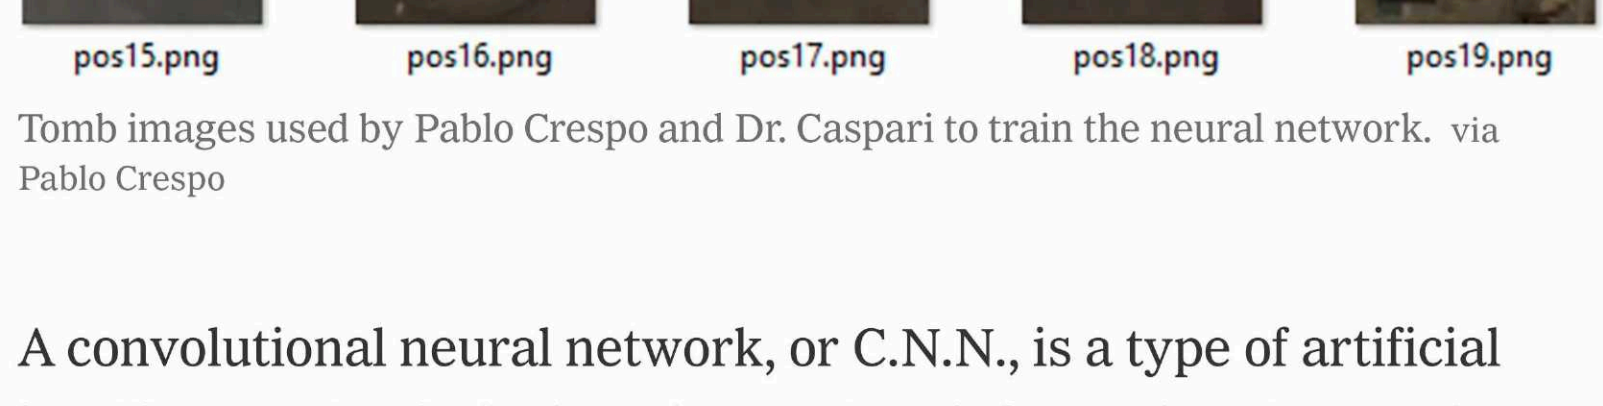 pos15.png pos16.png pos17.png pos18.png pos19.png
Tomb images used by Pablo Crespo and Dr. Caspari to train the neural network. via
Pablo Crespo
A convolutional neural network, or C.N.N., is a type of artificial